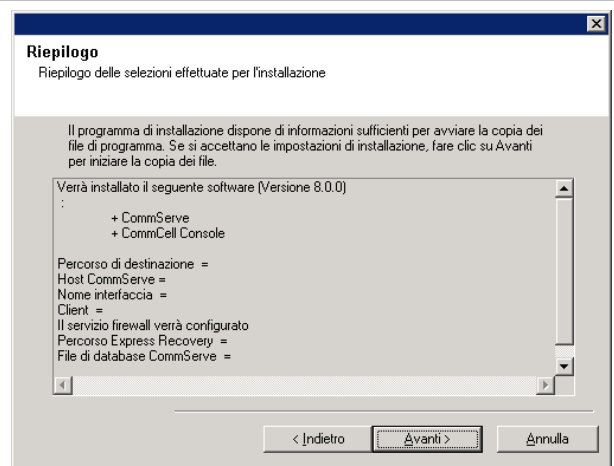 Riepilogo
Riepilogo delle selezioni effettuate per l'installazione
Il programma di installazione dispone di informazioni sufficienti per avviare la copia dei
file di programma. Se si accettano le impostazioni di installazione, fare clic su Avanti
per iniziare la copia dei file.
Verrà installato il seguente software (Versione 8.0.0)
:
+ CommServe
+ CommCell Console
Percorso di destinazione =
Host CommServe =
Nome interfaccia =
Client =
Il servizio firewall verrà configurato
Percorso Express Recovery =
File di database CommServe =
< Indietro
Avanti >
Annulla